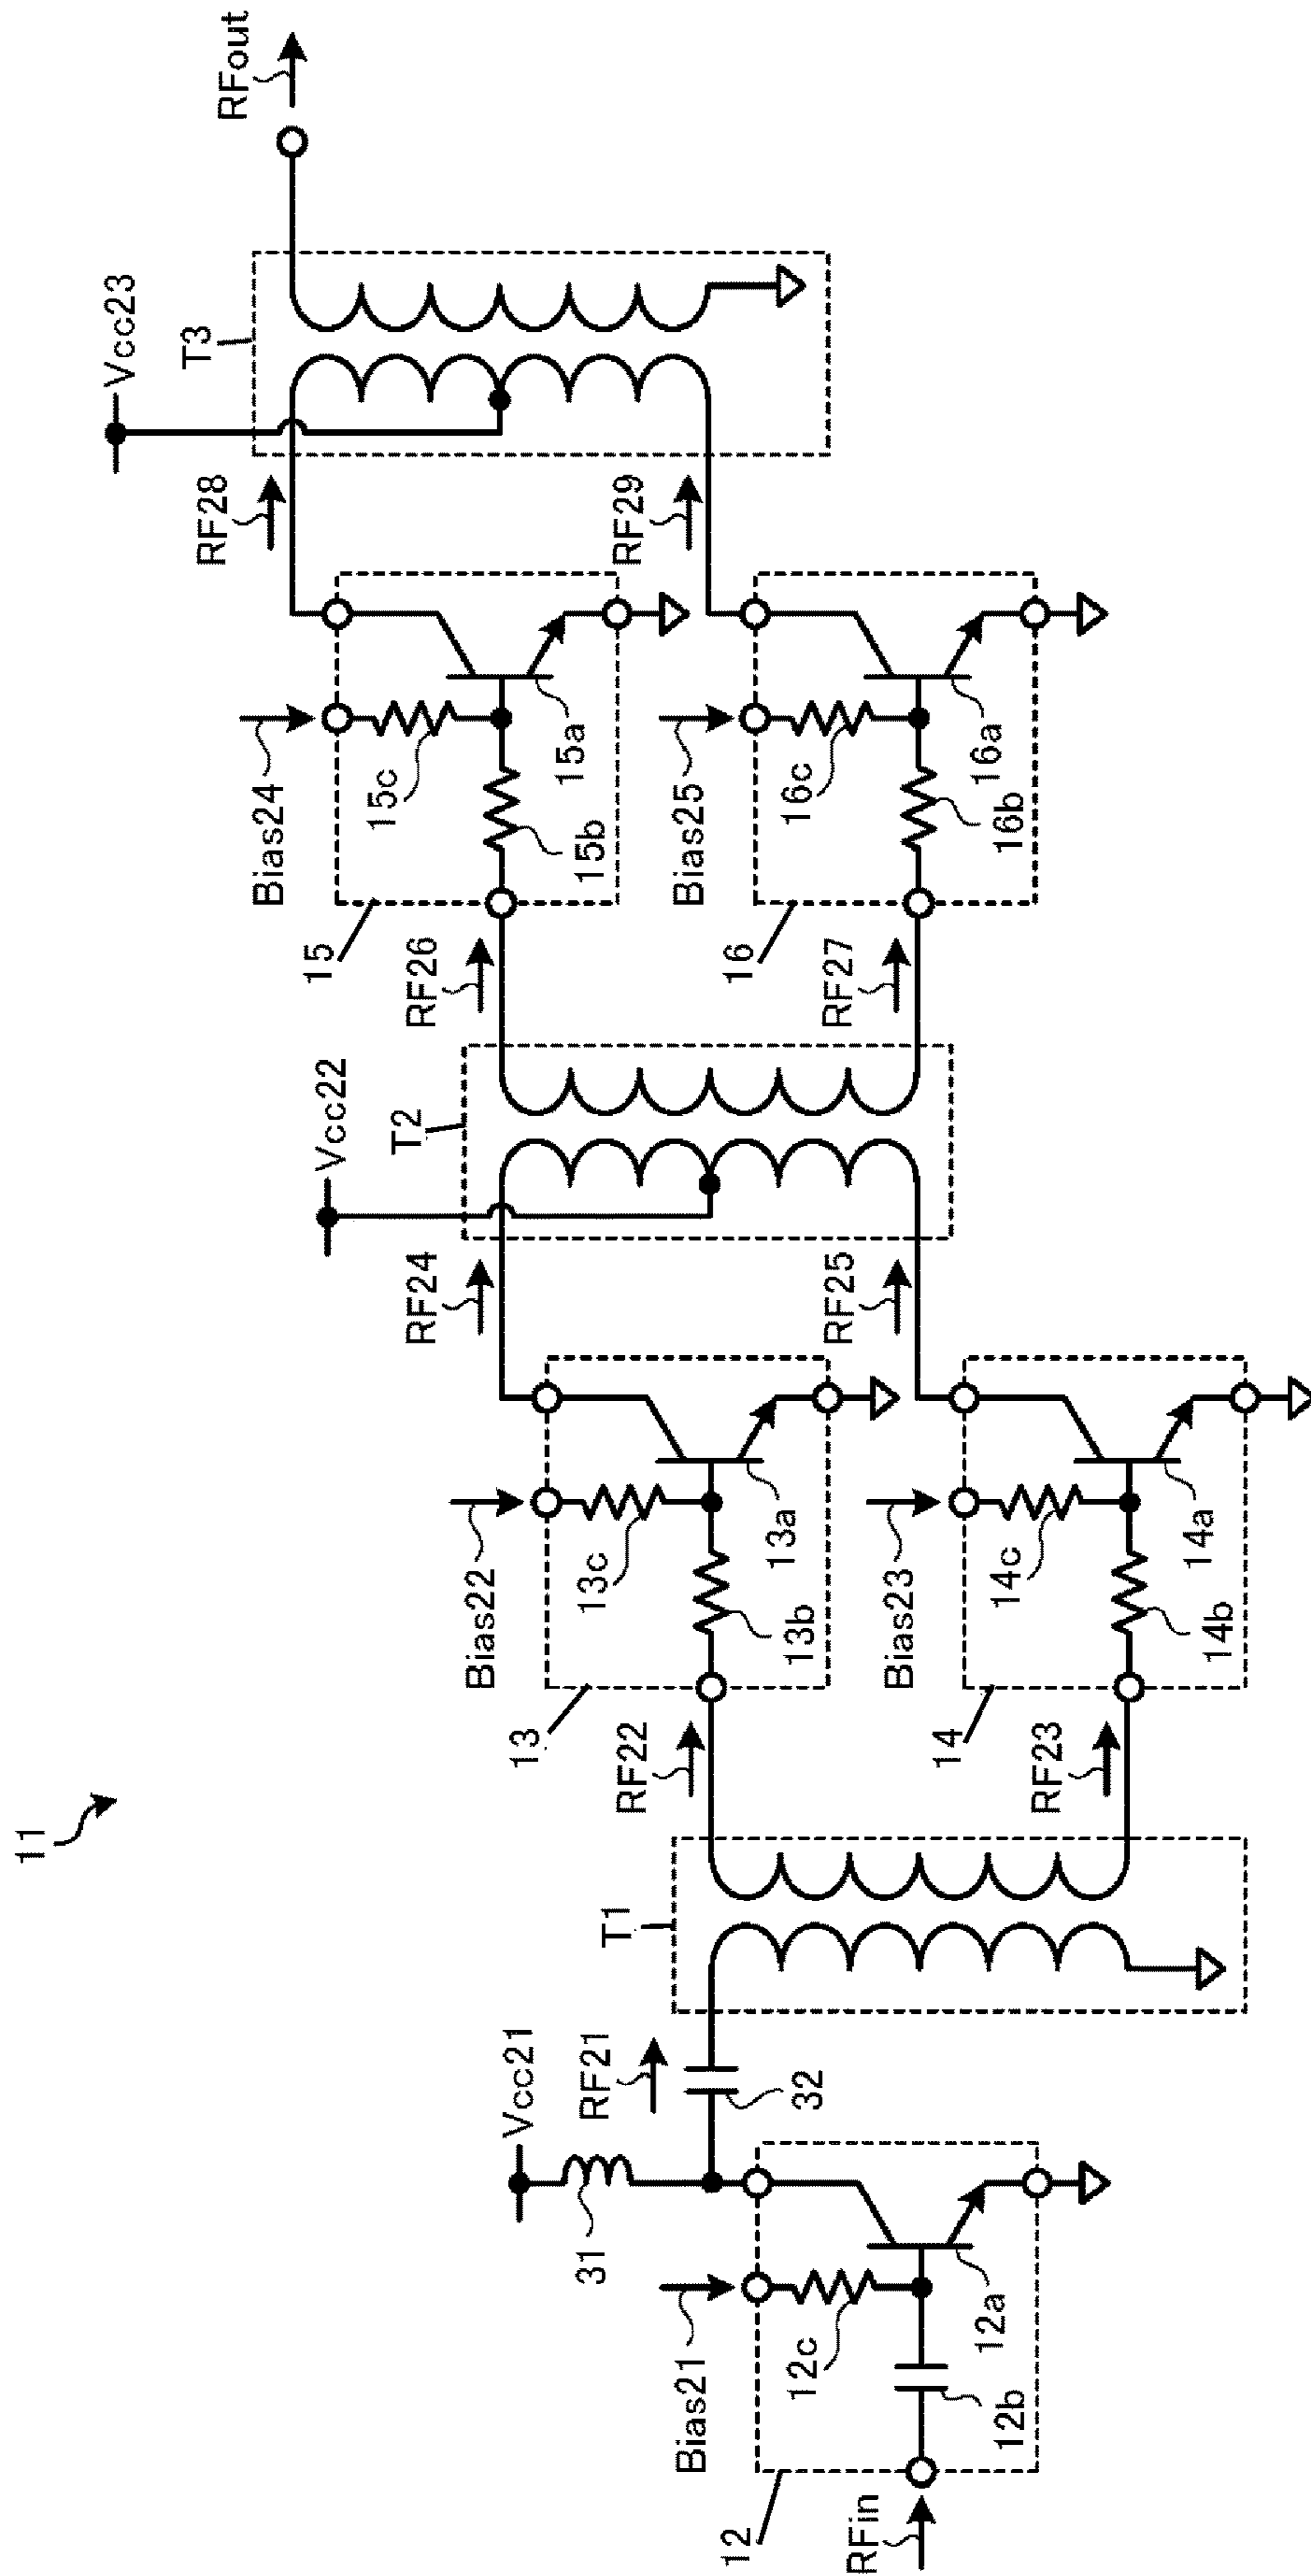 11
RFin
12
12b
12a
12c
Bias21
31
Vcc21
RF21
32
T1
RF22
RF23
13
13b
13a
13c
Bias22
14
14b
14a
14c
Bias23
RF24
RF25
Vcc22
T2
RF26
RF27
15
15b
15a
15c
Bias24
16
16b
16a
16c
Bias25
RF28
RF29
Vcc23
T3
RFout